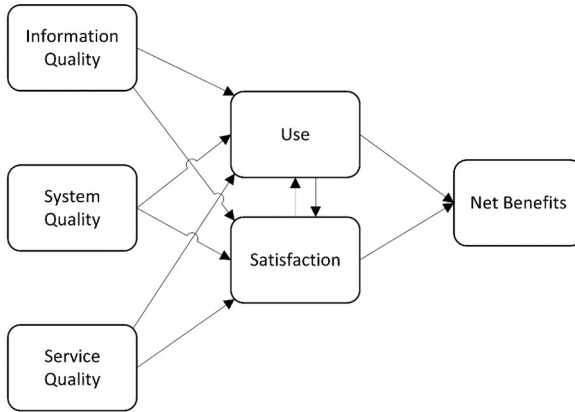 Information
Quality
Use
System
Quality
Net Benefits
Satisfaction
Service
Quality